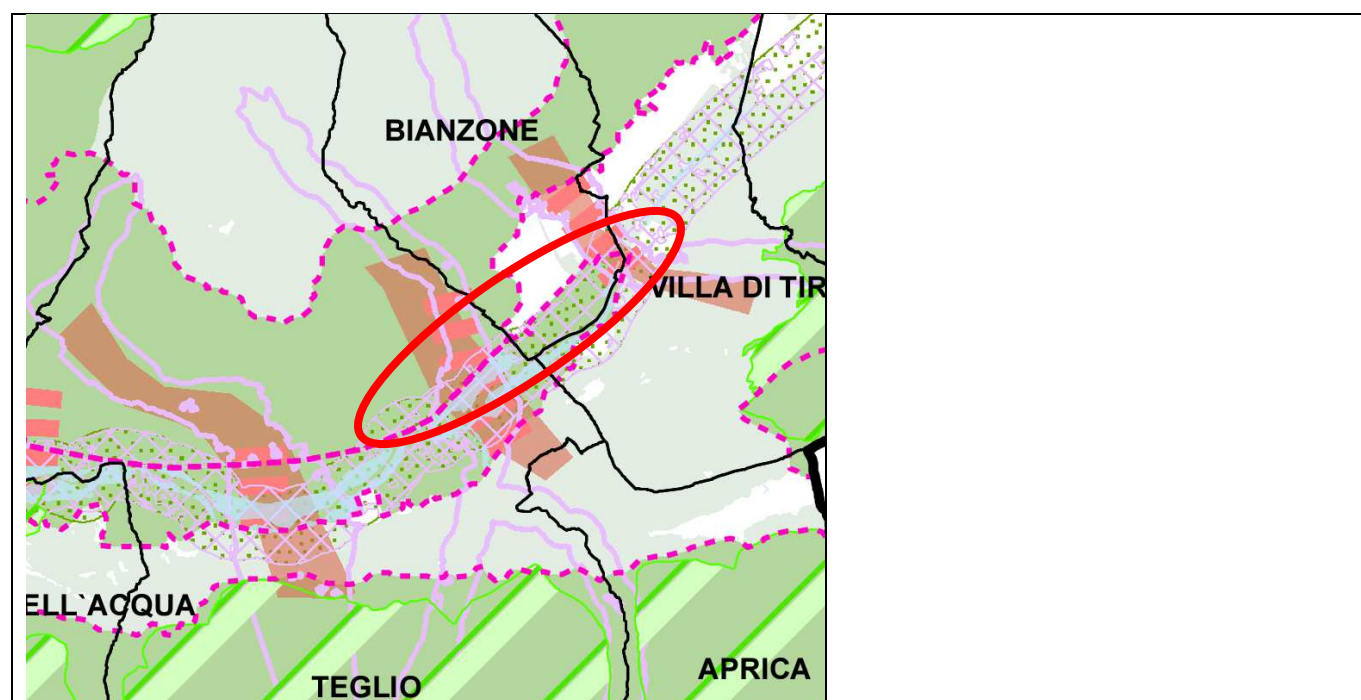 BIANZONE
VILLA DI TIR
ELL`ACQUA
APRICA
TEGLIO